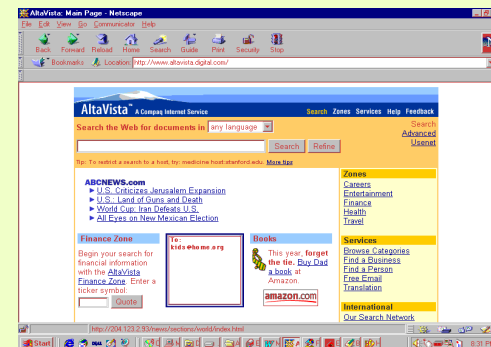 AltaVista: Main Page - Netscape
File Edit View Go Communicator Help
Back Forward Reload Home Search Guide Print Security Stop
Bookmarks Location: http://www.altavista.digital.com/
AltaVista™ A Compaq Internet Service
Search Zones Services Help Feedback
Search the Web for documents in any language
Search
Advanced
Usenet
Search Refine
Tip: To restrict a search to a host, try: medicine host:stanford.edu. More tips
ABCNEWS.com
U.S. Criticizes Jerusalem Expansion
U.S.: Land of Guns and Death
World Cup: Iran Defeats U.S.
All Eyes on New Mexican Election
Zones
Careers
Entertainment
Finance
Health
Travel
Finance Zone
Begin your search for
financial information
with the AltaVista
Finance Zone. Enter a
ticker symbol:
Quote
To:
kids@home.org
Books
This year, forget
the tie. Buy Dad
a book at
Amazon.
amazon.com
Services
Browse Categories
Find a Business
Find a Person
Free Email
Translation
International
Our Search Network
http://204.123.2.93/news/sections/world/index.html
Start
8:31 PM